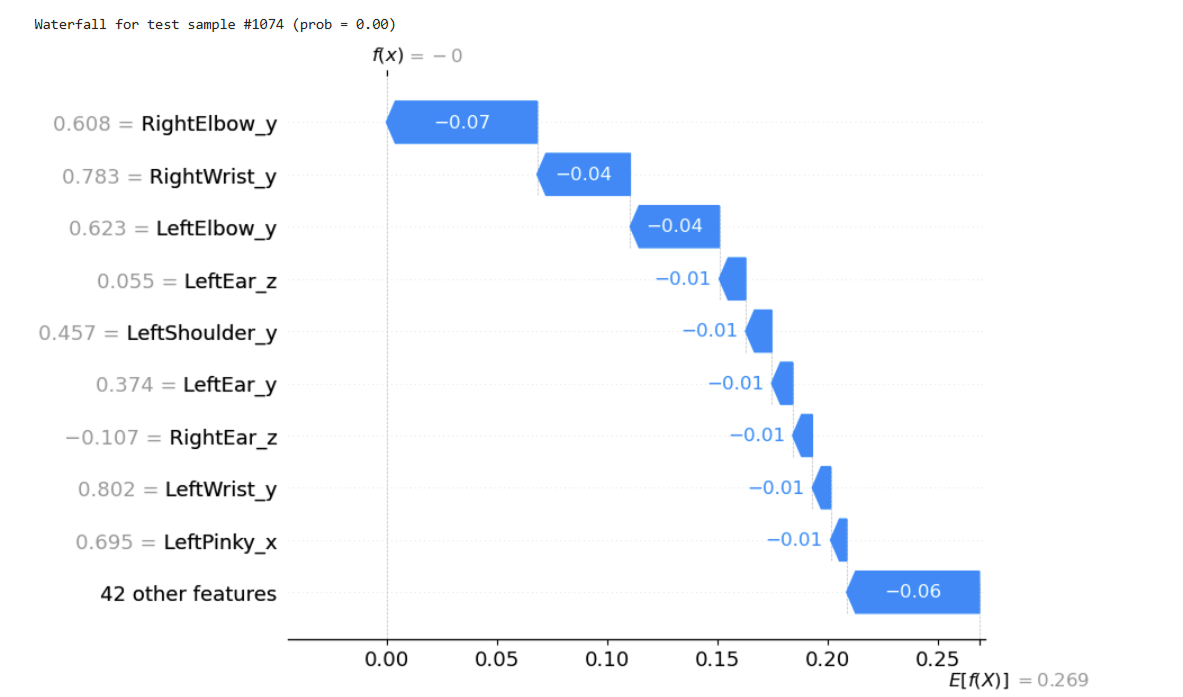 Waterfall for test sample #1074 (prob = 0.00)
f(x) = − 0
0.608 = RightElbow_y −0.07
0.783 = RightWrist_y −0.04
0.623 = LeftElbow_y −0.04
0.055 = LeftEar_z −0.01
0.457 = LeftShoulder_y −0.01
0.374 = LeftEar_y −0.01
−0.107 = RightEar_z −0.01
0.802 = LeftWrist_y −0.01
0.695 = LeftPinky_x −0.01
42 other features −0.06
0.00 0.05 0.10 0.15 0.20 0.25
E[f(X)] = 0.269